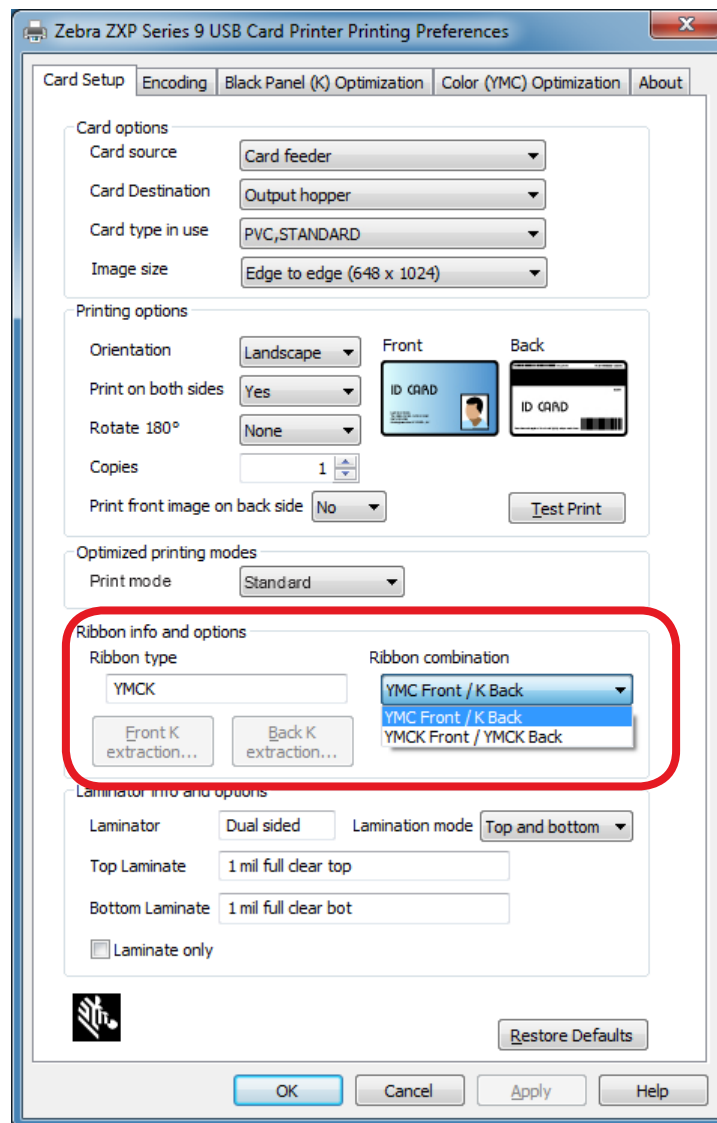 Zebra ZXP Series 9 USB Card Printer Printing Preferences
Card Setup Encoding Black Panel (K) Optimization Color (YMC) Optimization About
Card options
Card source Card feeder
Card Destination Output hopper
Card type in use PVC,STANDARD
Image size Edge to edge (648 x 1024)
Printing options
Orientation Landscape Front Back
Print on both sides Yes ID CARD ID CARD
Rotate 180° None
Copies 1
Print front image on back side No Test Print
Optimized printing modes
Print mode Standard
Ribbon info and options
Ribbon type Ribbon combination
YMCK YMC Front / K Back
YMC Front / K Back
YMCK Front / YMCK Back
Front K extraction... Back K extraction...
Laminator info and options
Laminator Dual sided Lamination mode Top and bottom
Top Laminate 1 mil full clear top
Bottom Laminate 1 mil full clear bot
Laminate only
Restore Defaults
OK Cancel Apply Help